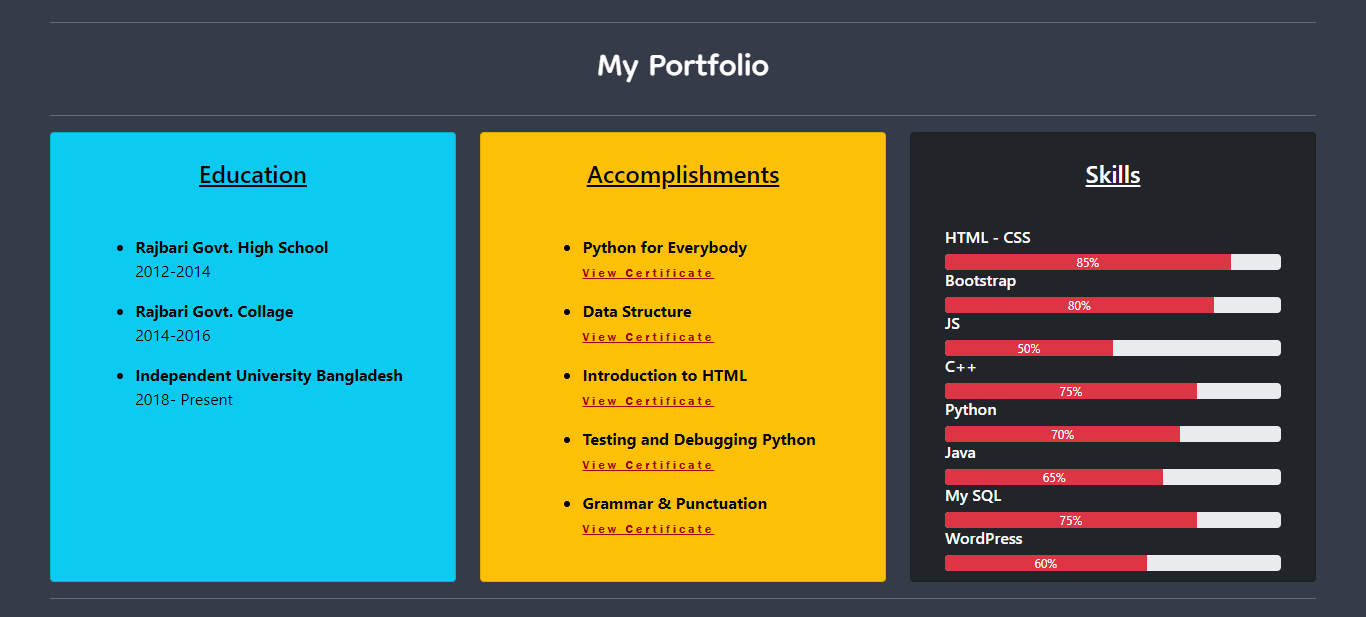 My Portfolio
Education
• Rajbari Govt. High School
2012-2014
• Rajbari Govt. Collage
2014-2016
• Independent University Bangladesh
2018- Present
Accomplishments
• Python for Everybody
View Certificate
• Data Structure
View Certificate
• Introduction to HTML
View Certificate
• Testing and Debugging Python
View Certificate
• Grammar & Punctuation
View Certificate
Skills
HTML - CSS
85%
Bootstrap
80%
JS
50%
C++
75%
Python
70%
Java
65%
My SQL
75%
WordPress
60%